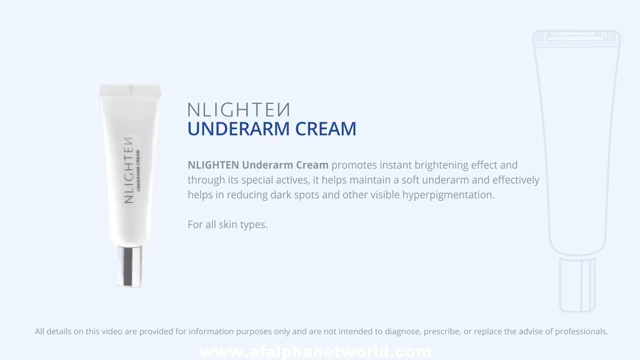 NLIGHTEN
UNDERARM CREAM
NLIGHTEN
UNDERARM CREAM
NLIGHTEN Underarm Cream promotes instant brightening effect and
through its special actives, it helps maintain a soft underarm and effectively
helps in reducing dark spots and other visible hyperpigmentation.
For all skin types.
All details on this video are provided for information purposes only and are not intended to diagnose, prescribe, or replace the advise of professionals.
www.afalphanetworld.com